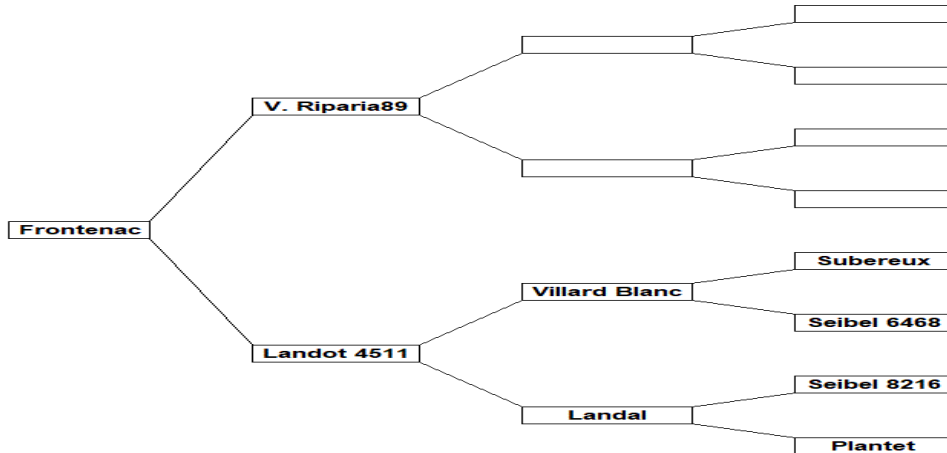 V. Riparia89
Frontenac
Subereux
Villard Blanc
Seibel 6468
Landot 4511
Seibel 8216
Landal
Plantet